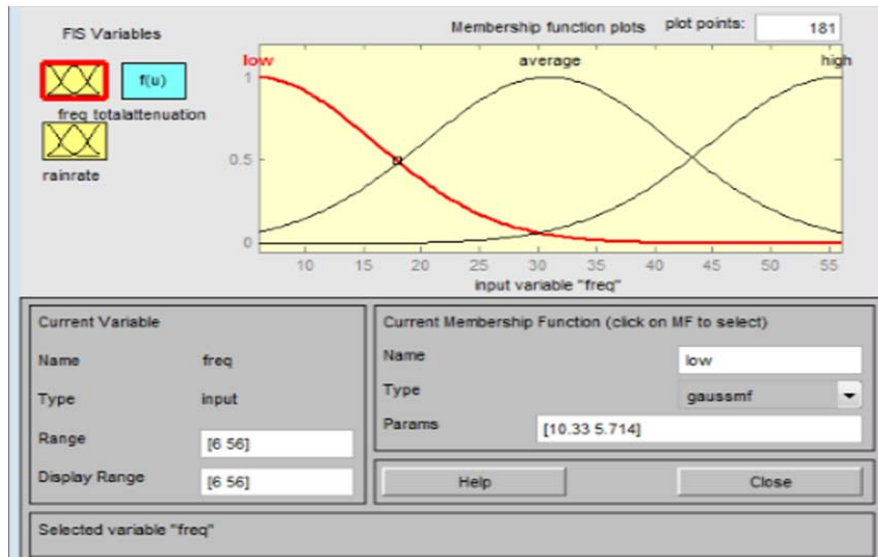 FIS Variables
Membership function plots
plot points:
181
f(u)
freq totalattenuation
rainrate
low
average
high
1
0.5
0
10 15 20 25 30 35 40 45 50 55
input variable "freq"
Current Variable
Name freq
Type input
Range [6 56]
Display Range [6 56]
Current Membership Function (click on MF to select)
Name low
Type gaussmf
Params [10.33 5.714]
Help Close
Selected variable "freq"